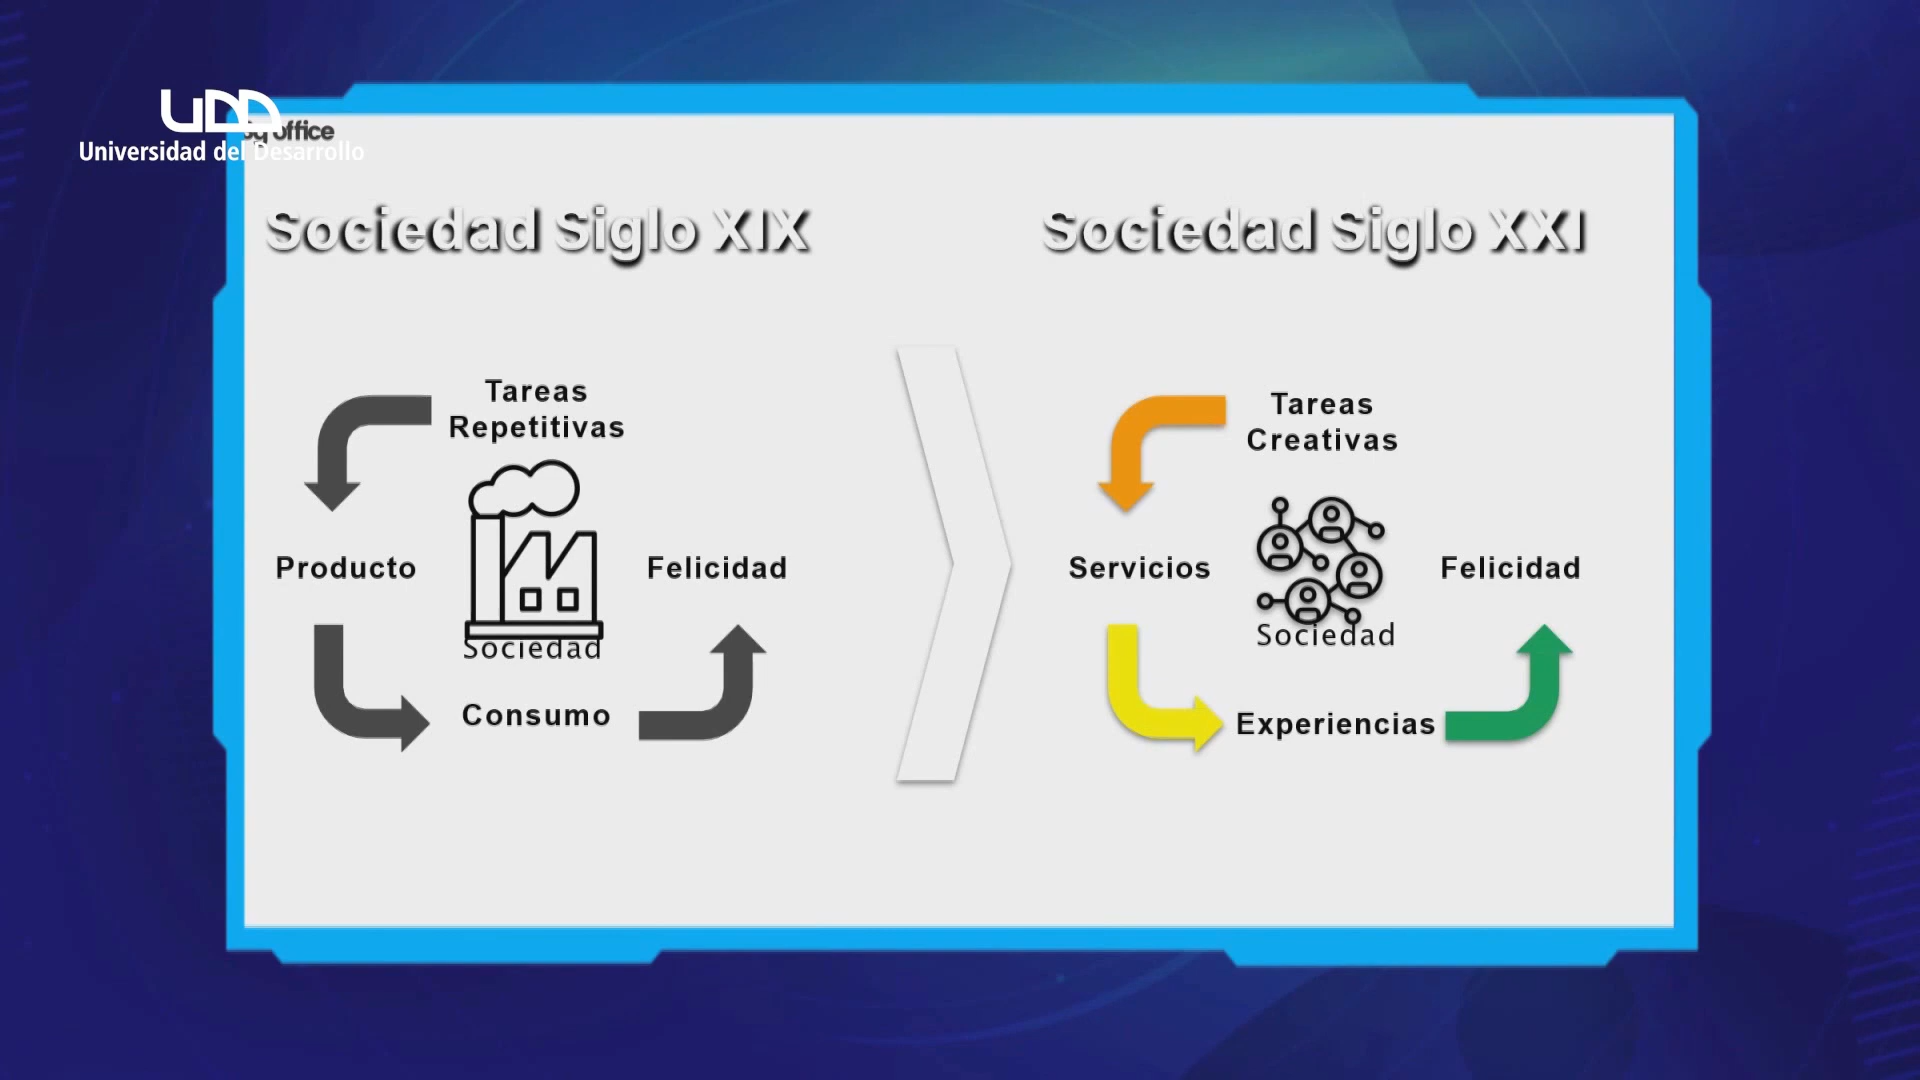 UDD
office
Universidad del Desarrollo
Sociedad Siglo XIX
Sociedad Siglo XXI
Tareas
Repetitivas
Producto
Felicidad
Sociedad
Consumo
Tareas
Creativas
Servicios
Felicidad
Sociedad
Experiencias